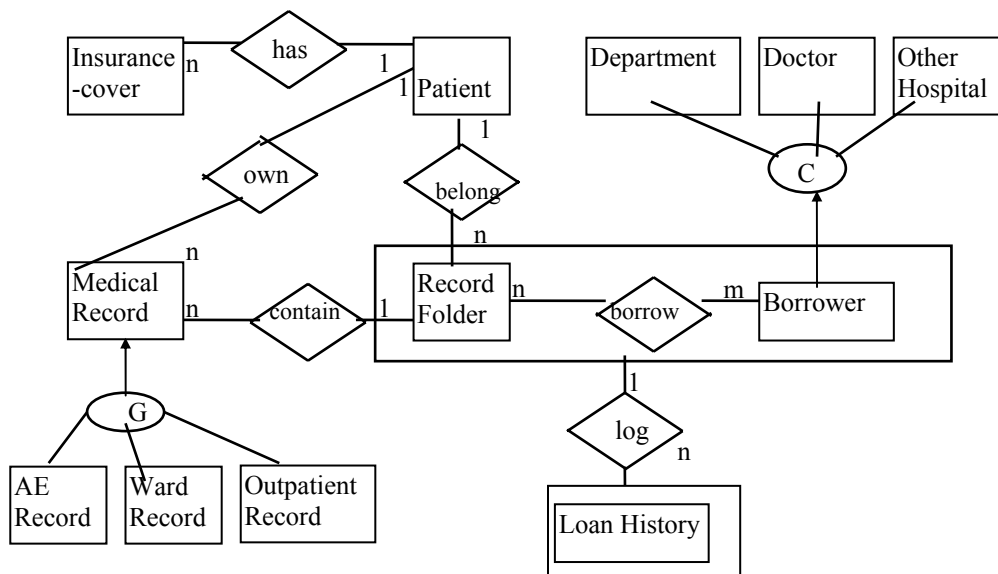 Insurance
-cover
n
has
1
1
Patient
1
Department
Doctor
Other
Hospital
C
own
belong
n
n
Medical
Record
n
contain
1
Record
Folder
n
borrow
m
Borrower
1
G
log
n
AE
Record
Ward
Record
Outpatient
Record
Loan History